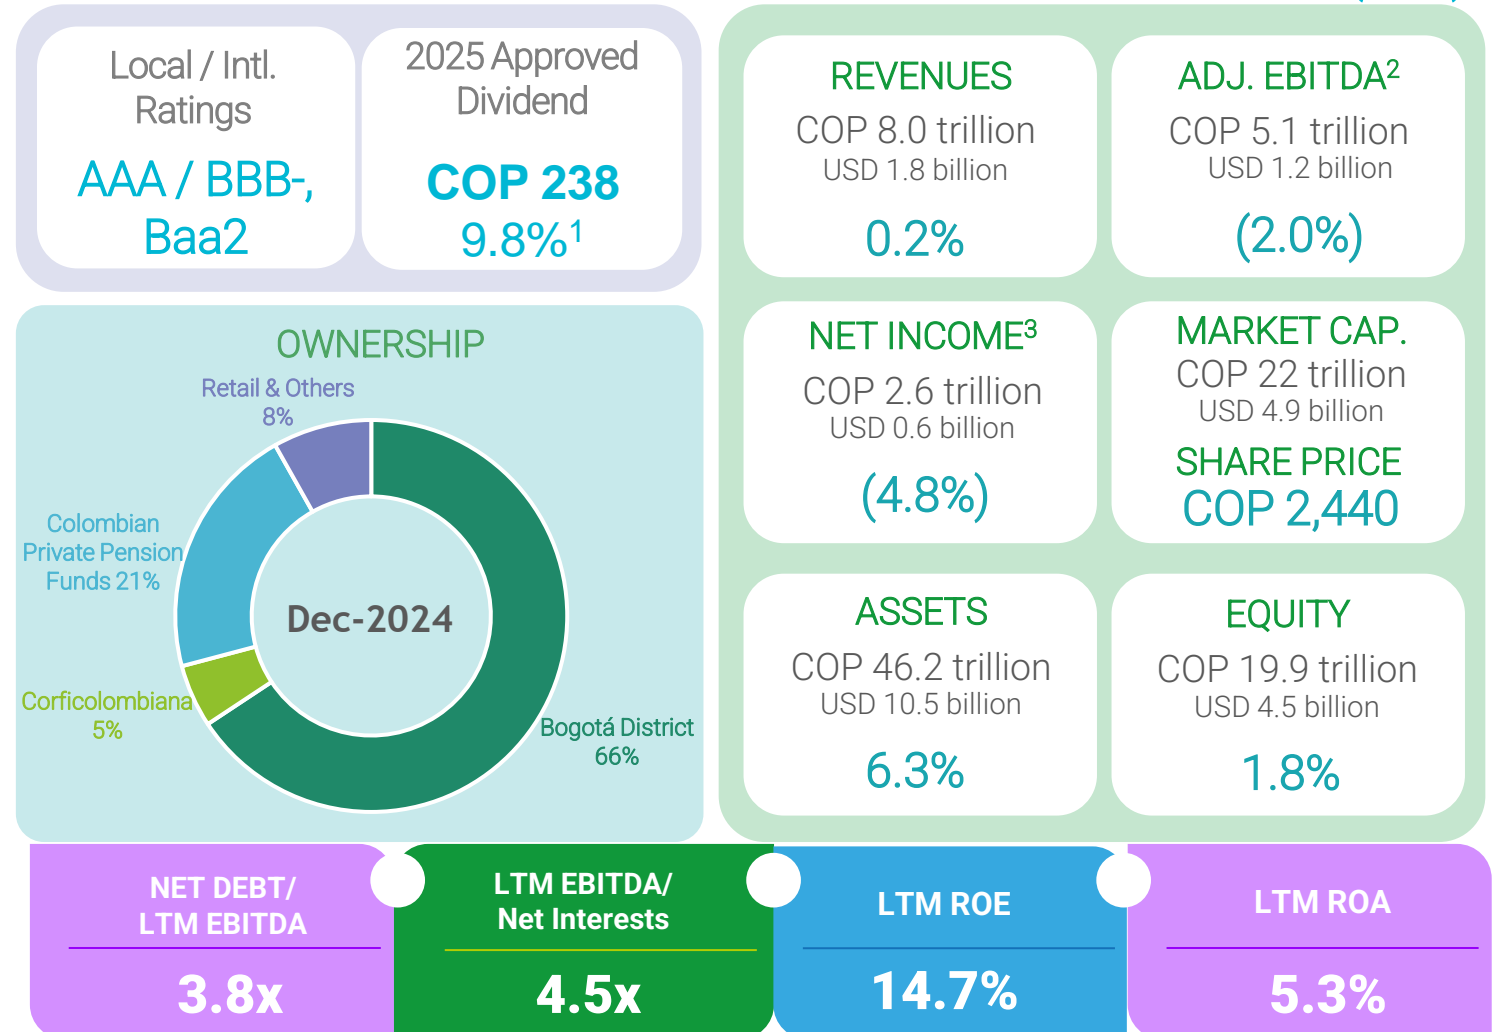 Local / Intl.
Ratings
AAA / BBB-,
Baa2
2025 Approved
Dividend
COP 238
9.8%¹
OWNERSHIP
Retail & Others
8%
Colombian
Private Pension
Funds 21%
Corficolombiana
5%
Dec-2024
Bogotá District
66%
REVENUES
COP 8.0 trillion
USD 1.8 billion
0.2%
ADJ. EBITDA²
COP 5.1 trillion
USD 1.2 billion
(2.0%)
NET INCOME³
COP 2.6 trillion
USD 0.6 billion
(4.8%)
MARKET CAP.
COP 22 trillion
USD 4.9 billion
SHARE PRICE
COP 2,440
ASSETS
COP 46.2 trillion
USD 10.5 billion
6.3%
EQUITY
COP 19.9 trillion
USD 4.5 billion
1.8%
NET DEBT/
LTM EBITDA
3.8x
LTM EBITDA/
Net Interests
4.5x
LTM ROE
14.7%
LTM ROA
5.3%